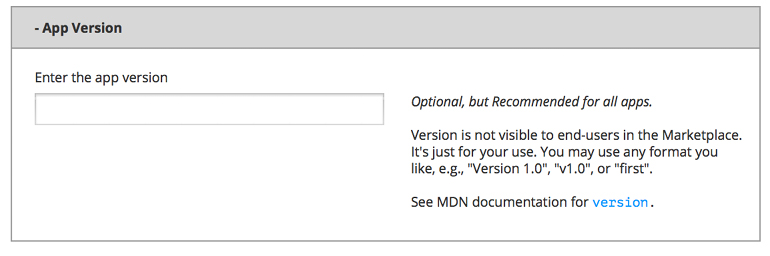 - App Version
Enter the app version
Optional, but Recommended for all apps.
Version is not visible to end-users in the Marketplace.
It's just for your use. You may use any format you
like, e.g., "Version 1.0", "v1.0", or "first".
See MDN documentation for version.